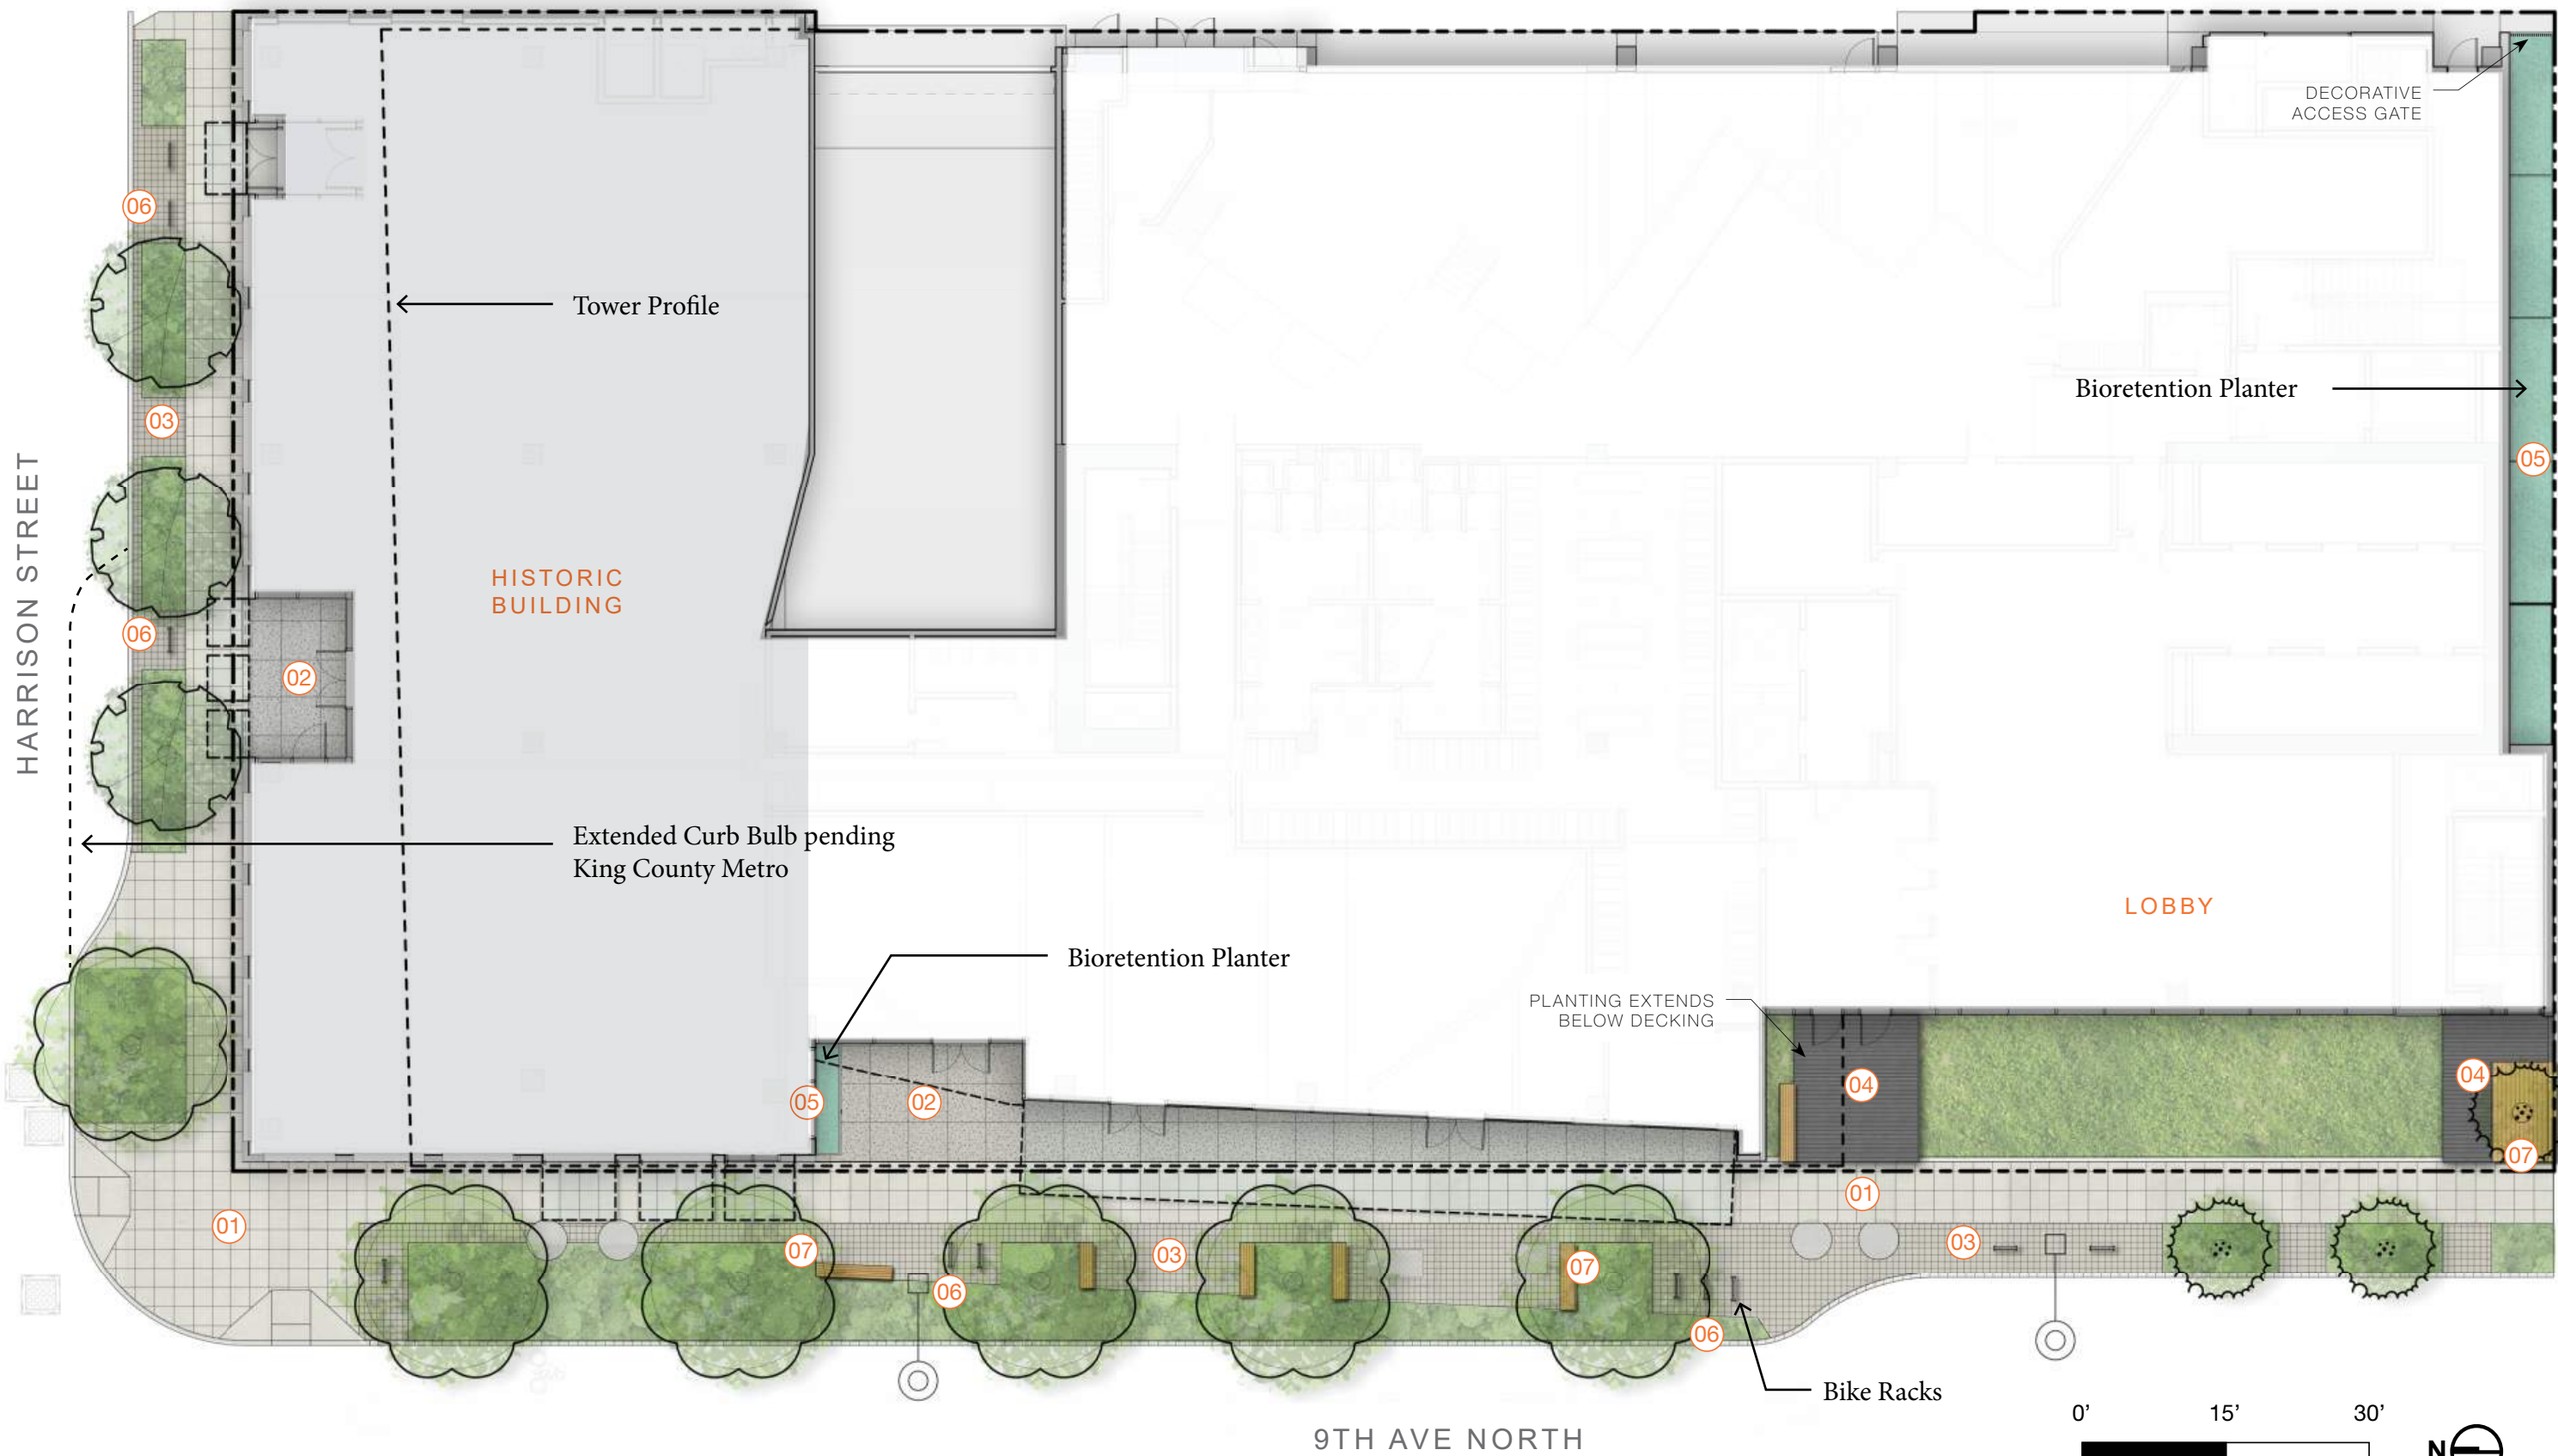 DECORATIVE
ACCESS GATE
06
Tower Profile
Bioretention Planter
03
05
HARRISON STREET
HISTORIC
BUILDING
06
02
Extended Curb Bulb pending
King County Metro
LOBBY
Bioretention Planter
PLANTING EXTENDS
BELOW DECKING
05
02
04
04
07
01
01
07
03
07
03
06
06
Bike Racks
9TH AVE NORTH
0’
15’
30’
N